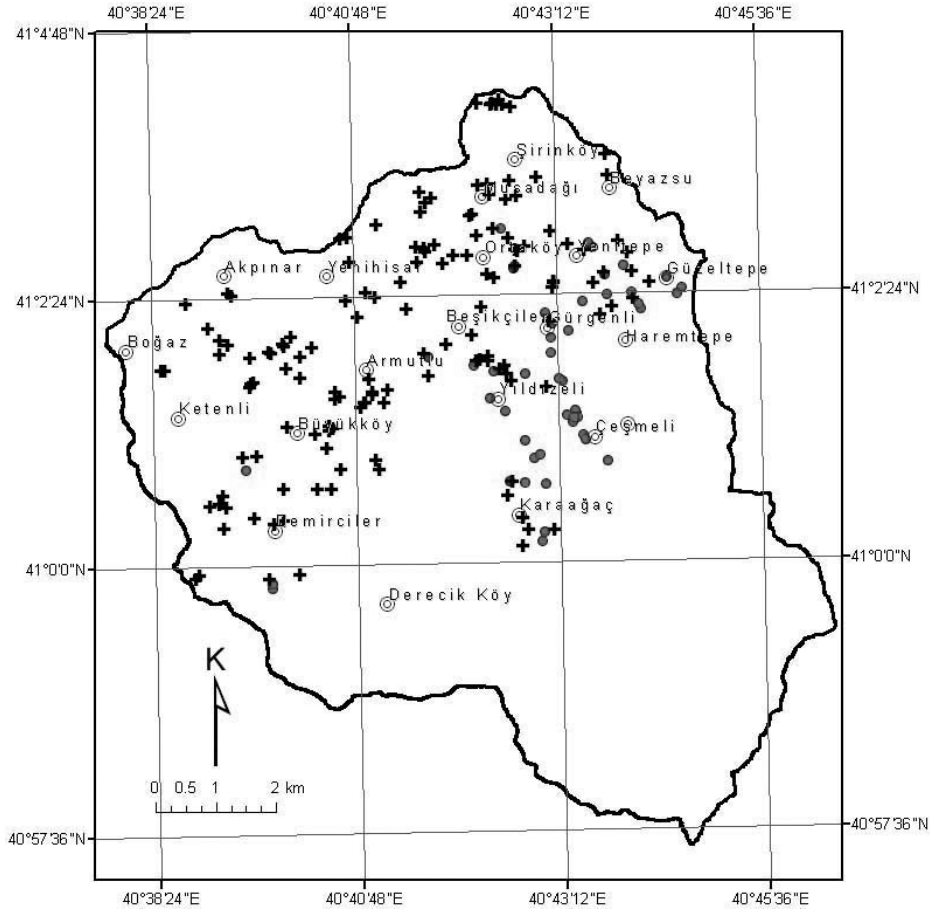 40°38'24"E 40°40'48"E 40°43'12"E 40°45'36"E
41°4'48"N
Şirinköy
Beyazsu
Musadağı
Ortaköy Yenitepe
Akpınar Yenihisar Güzeltepe
41°2'24"N 41°2'24"N
Beşikçiler Gürgenli
Boğaz Haremtepe
Armutlu
Yıldızeli
Ketenli
Büyükköy Çeşmeli
Karaağaç
Demirciler
41°0'0"N 41°0'0"N
Derecik Köy
K
0 0.5 1 2 km
40°57'36"N 40°57'36"N
40°38'24"E 40°40'48"E 40°43'12"E 40°45'36"E